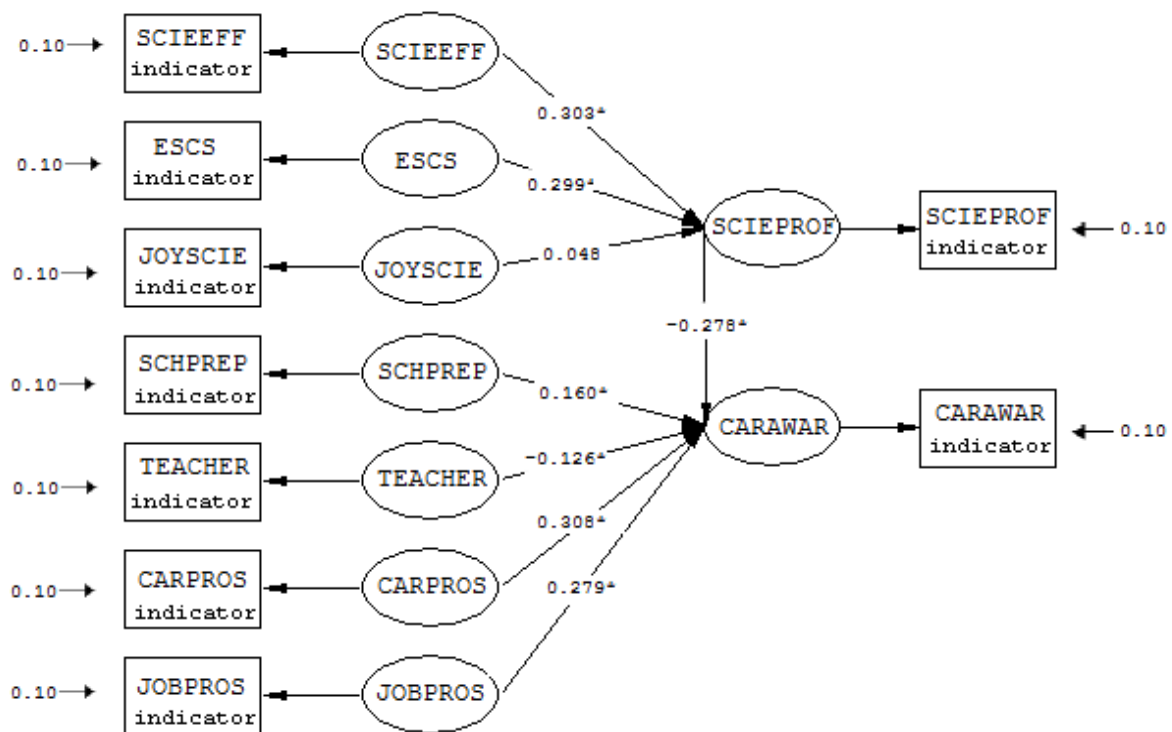 SCIEEFF
indicator
0.10
SCIEEFF
0.303*
ESCS
indicator
0.10
ESCS
0.299*
JOYSCIE
indicator
0.10
JOYSCIE
0.048
SCIEPROF
SCIEPROF
indicator
0.10
-0.278*
SCHPREP
indicator
0.10
SCHPREP
0.160*
CARAWAR
CARAWAR
indicator
0.10
TEACHER
indicator
0.10
TEACHER
-0.126*
CARPROS
indicator
0.10
CARPROS
0.308*
JOBPROS
indicator
0.10
JOBPROS
0.279*